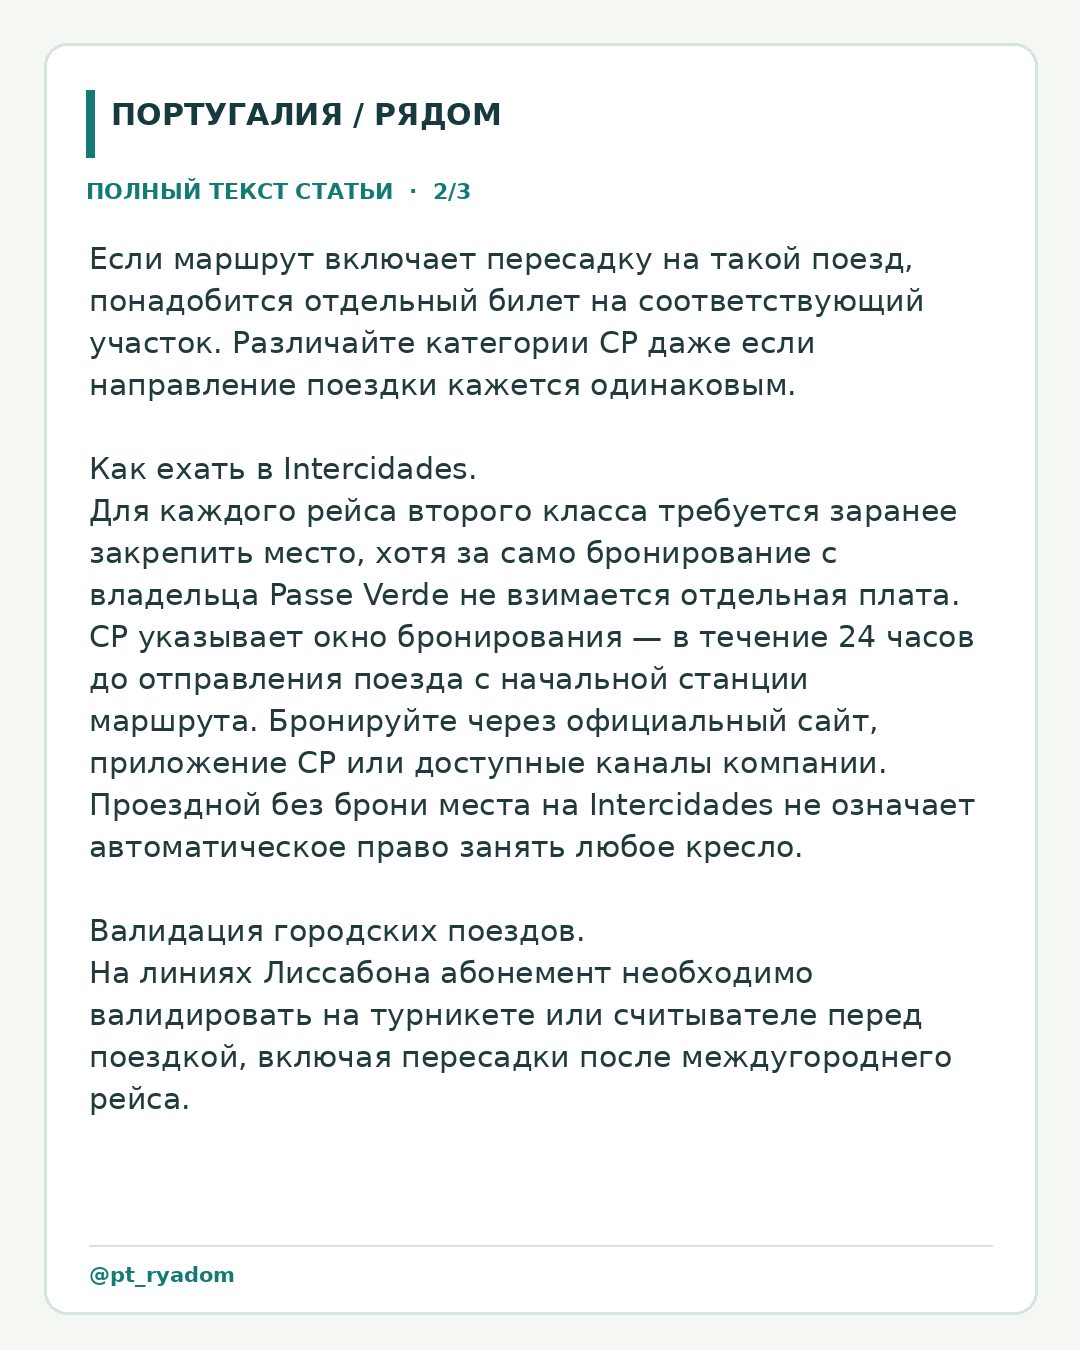 ПОРТУГАЛИЯ / РЯДОМ
ПОЛНЫЙ ТЕКСТ СТАТЬИ · 2/3
Если маршрут включает пересадку на такой поезд,
понадобится отдельный билет на соответствующий
участок. Различайте категории CP даже если
направление поездки кажется одинаковым.
Как ехать в Intercidades.
Для каждого рейса второго класса требуется заранее
закрепить место, хотя за само бронирование с
владельца Passe Verde не взимается отдельная плата.
CP указывает окно бронирования — в течение 24 часов
до отправления поезда с начальной станции
маршрута. Бронируйте через официальный сайт,
приложение CP или доступные каналы компании.
Проездной без брони места на Intercidades не означает
автоматическое право занять любое кресло.
Валидация городских поездов.
На линиях Лиссабона абонемент необходимо
валидировать на турникете или считывателе перед
поездкой, включая пересадки после междугороднего
рейса.
@pt_ryadom